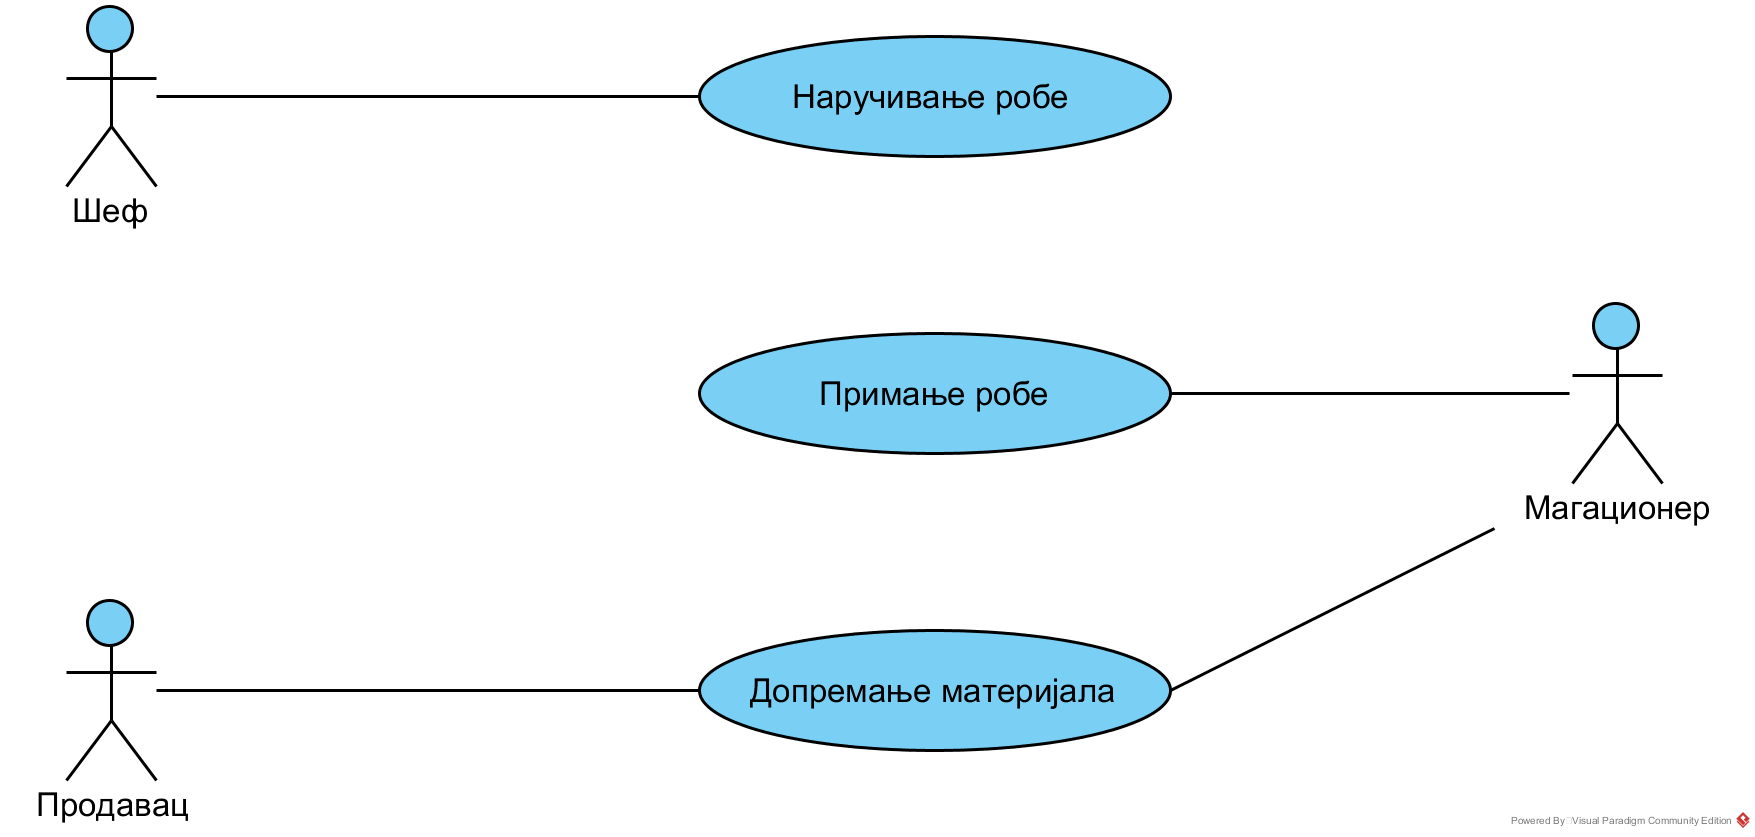 Наручивање робе
Шеф
Примање робе
Магационер
Допремање материјала
Продавац
Powered By Visual Paradigm Community Edition